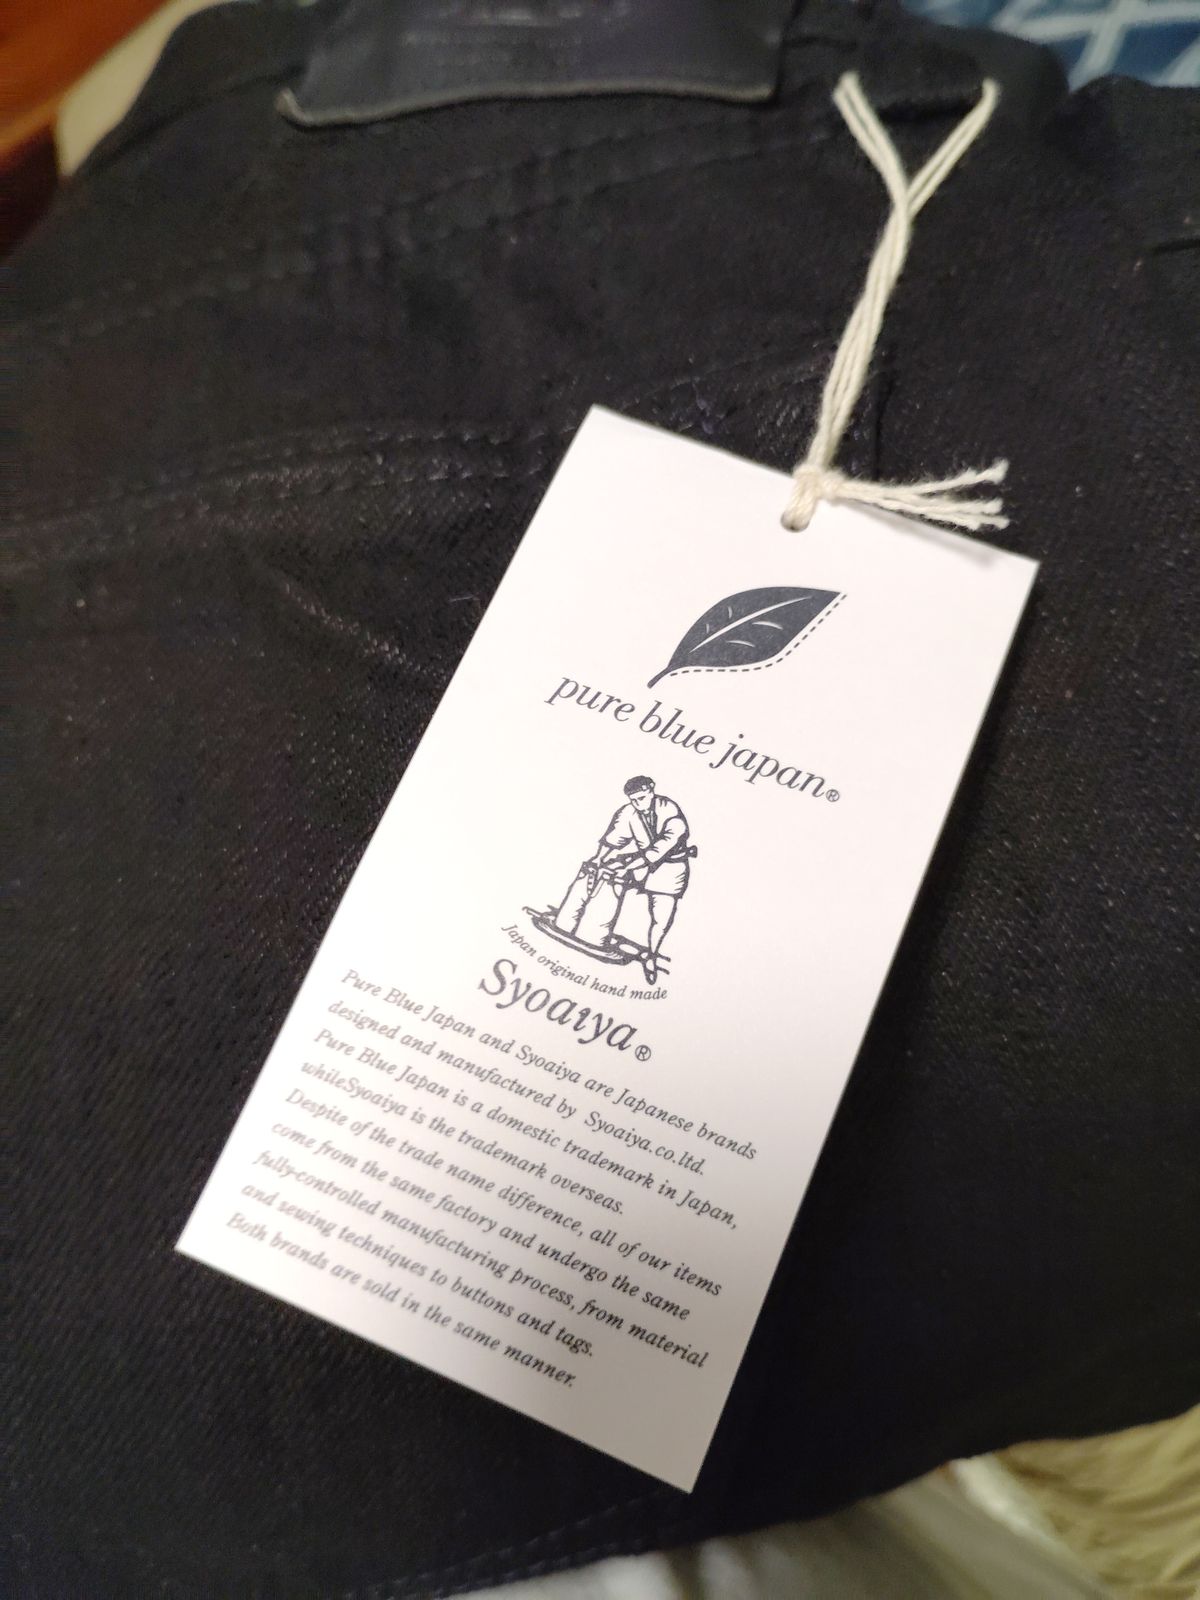 pure blue japan®
Japan original hand made
Syoaiya®
Pure Blue Japan and Syoaiya are Japanese brands
designed and manufactured by Syoaiya.co.ltd.
Pure Blue Japan is a domestic trademark in Japan,
whileSyoaiya is the trademark overseas.
Despite of the trade name difference, all of our items
come from the same factory and undergo the same
fully-controlled manufacturing process, from material
and sewing techniques to buttons and tags.
Both brands are sold in the same manner.